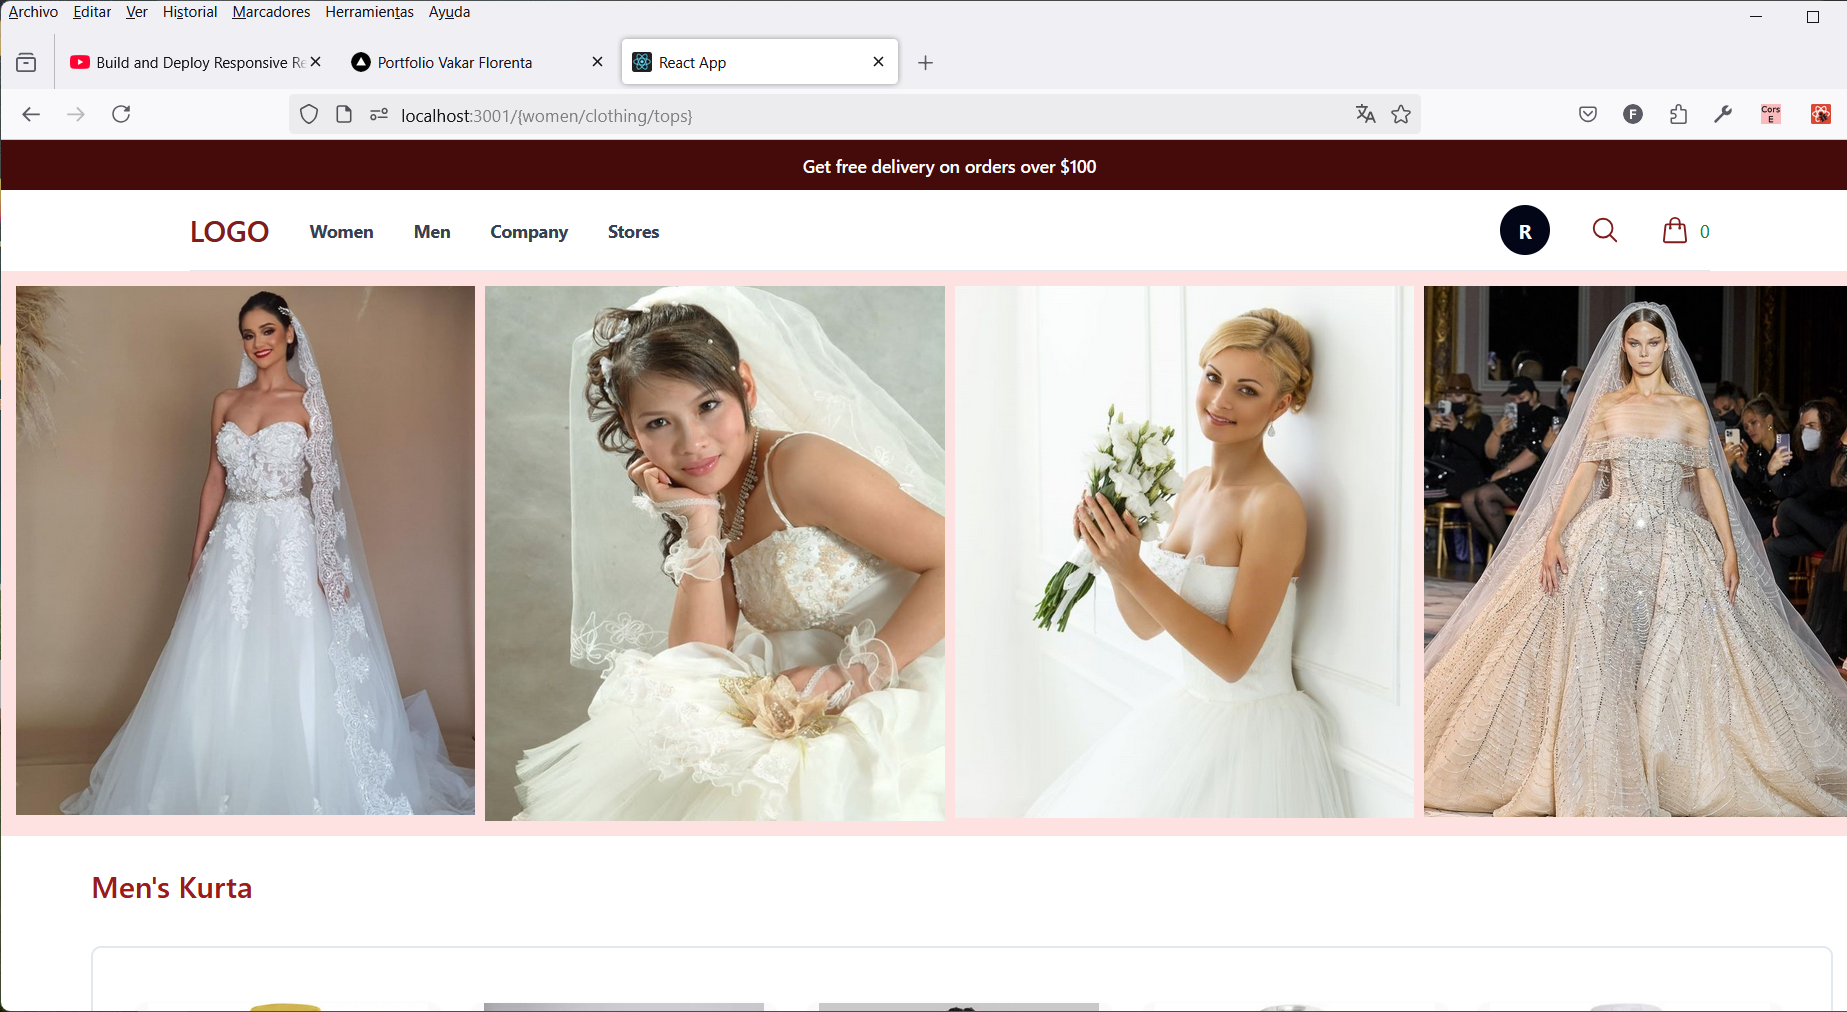 Archivo Editar Ver Historial Marcadores Herramientas Ayuda
Build and Deploy Responsive Re
Portfolio Vakar Florenta
React App
localhost:3001/{women/clothing/tops}
F
Cors
E
Get free delivery on orders over $100
LOGO Women Men Company Stores R 0
Men's Kurta